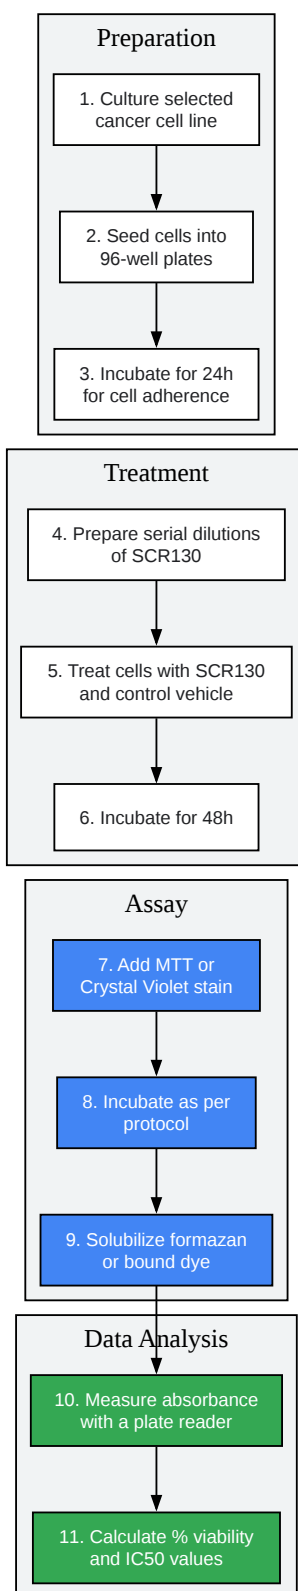 Preparation
1. Culture selected
cancer cell line
2. Seed cells into
96-well plates
3. Incubate for 24h
for cell adherence
Treatment
4. Prepare serial dilutions
of SCR130
5. Treat cells with SCR130
and control vehicle
6. Incubate for 48h
Assay
7. Add MTT or
Crystal Violet stain
8. Incubate as per
protocol
9. Solubilize formazan
or bound dye
Data Analysis
10. Measure absorbance
with a plate reader
11. Calculate % viability
and IC50 values